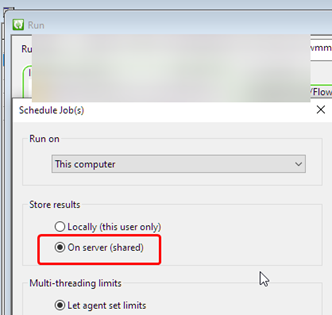 Run
Ru
wmm
/Flow
Schedule Job(s)
Run on
This computer
Store results
Locally (this user only)
On server (shared)
Multi-threading limits
Let agent set limits